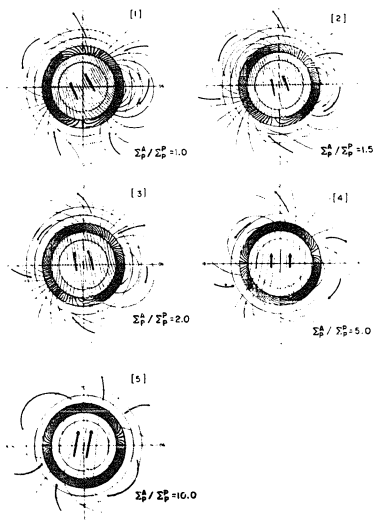 [1]
Σ_P^A / Σ_P^P = 1.0
[2]
Σ_P^A / Σ_P^P = 1.5
[3]
Σ_P^A / Σ_P^P = 2.0
[4]
Σ_P^A / Σ_P^P = 5.0
[5]
Σ_P^A / Σ_P^P = 10.0